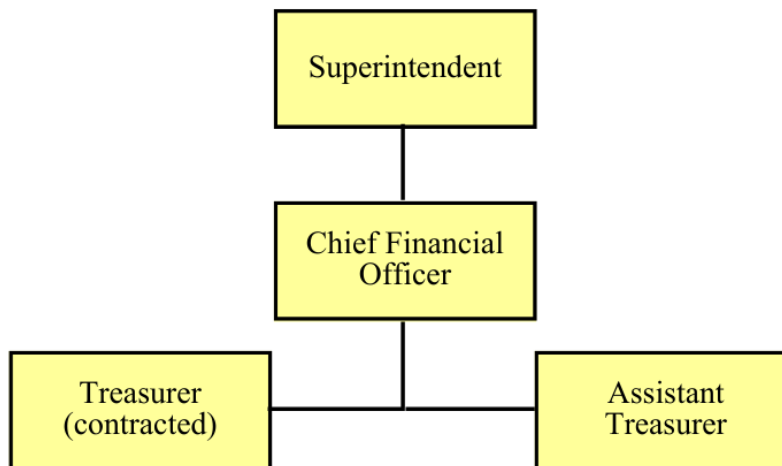 Superintendent
Chief Financial
Officer
Treasurer
(contracted)
Assistant
Treasurer